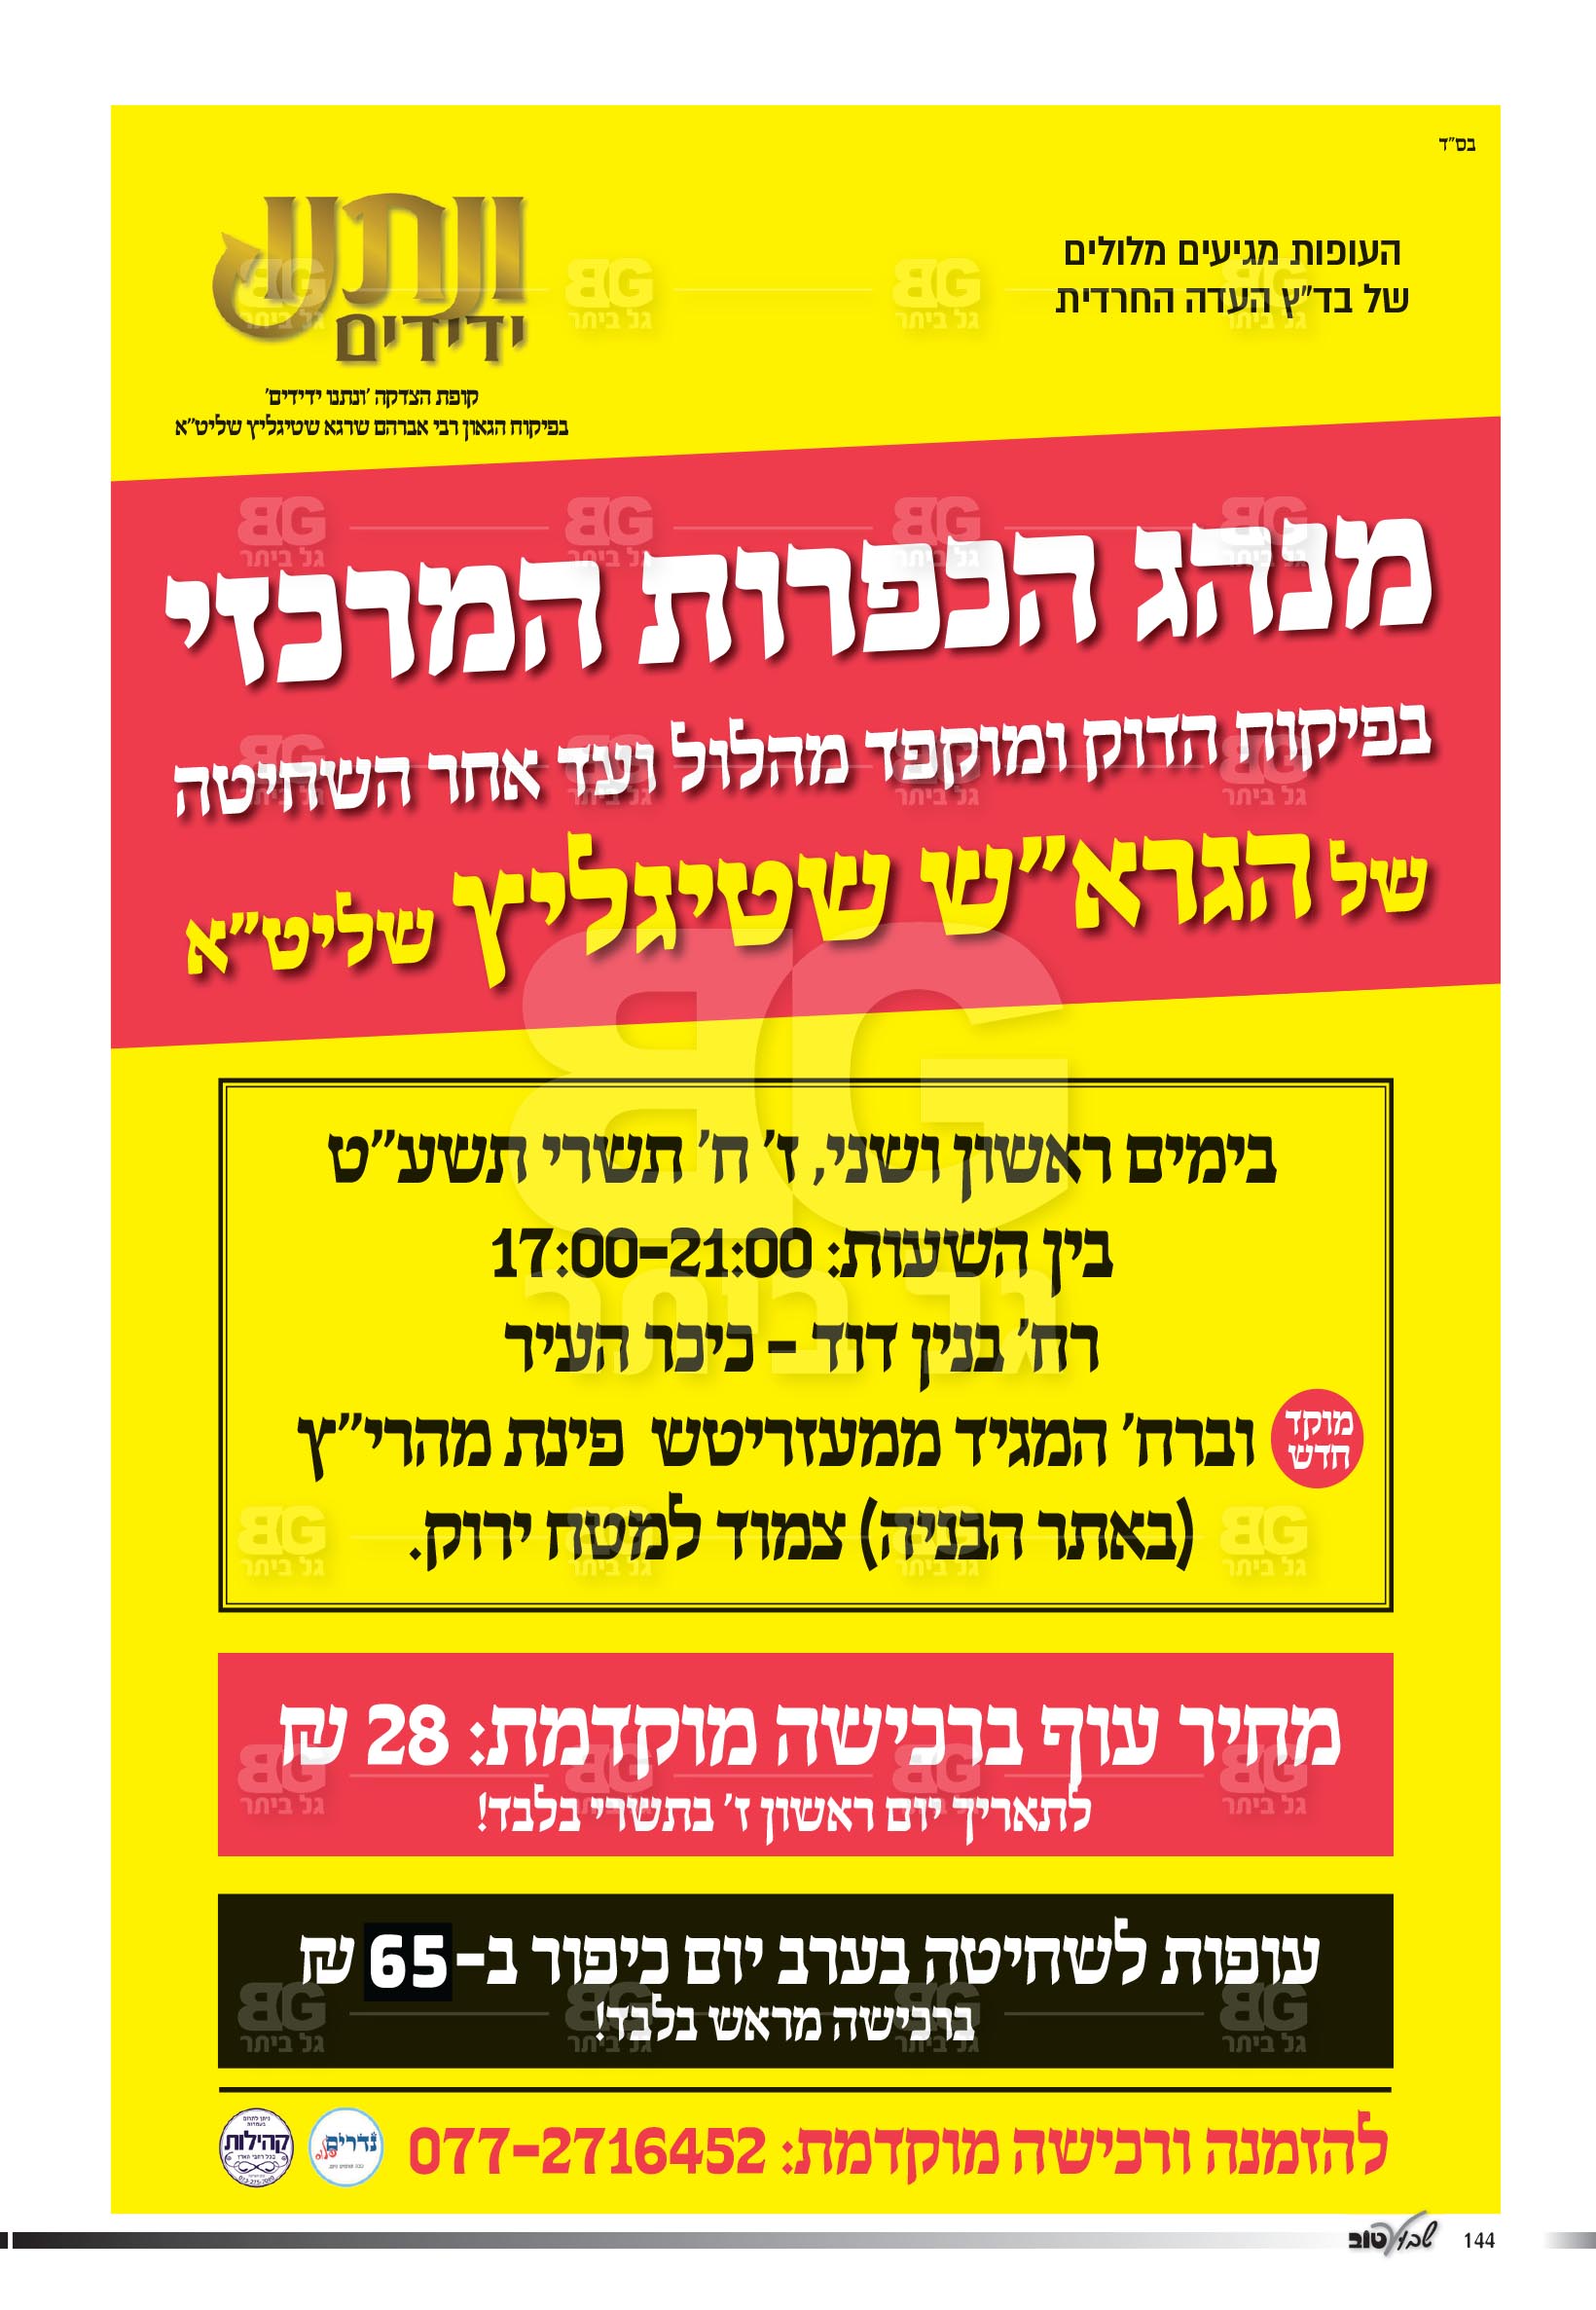 בס"ד
העופות מגיעים מלולים
של בד"ץ העדה החרדית
ונתנו
ידידים
קופת הצדקה 'ונתנו ידידים'
בפיקוח הגאון רבי אברהם שרגא שטיגליץ שליט"א
מנהג הכפרות המרכזי
בפיקוח הדוק ומוקפד מהלול ועד אחר השחיטה
של הגרא"ש שטיגליץ שליט"א
בימים ראשון ושני, ז' ח' תשרי תשע"ט
בין השעות: 17:00-21:00
רח' בנין דוד - כיכר העיר
מוקד
חדש
וברח' המגיד ממעזריטש פינת מהרי"ץ
(באתר הבניה) צמוד למטח ירוק.
מחיר עוף ברכישה מוקדמת: 28 ₪
לתאריך יום ראשון ז' בתשרי בלבד!
עופות לשחיטה בערב יום כיפור ב-65 ₪
ברכישה מראש בלבד!
להזמנה ורכישה מוקדמת: 077-2716452
נדרים
קהילות
BG
גל ביתר
144
שבוע טוב